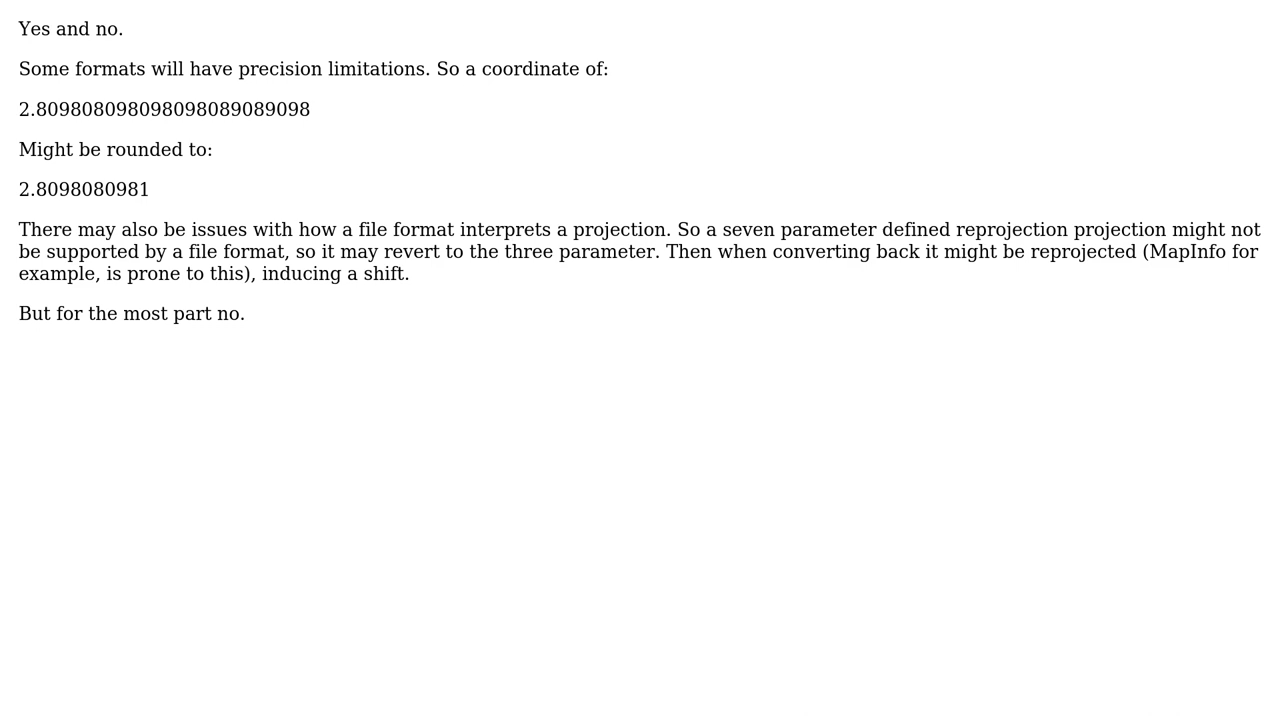 Yes and no.
Some formats will have precision limitations. So a coordinate of:
2.809808098098098089089098
Might be rounded to:
2.8098080981
There may also be issues with how a file format interprets a projection. So a seven parameter defined reprojection projection might not
be supported by a file format, so it may revert to the three parameter. Then when converting back it might be reprojected (MapInfo for
example, is prone to this), inducing a shift.
But for the most part no.